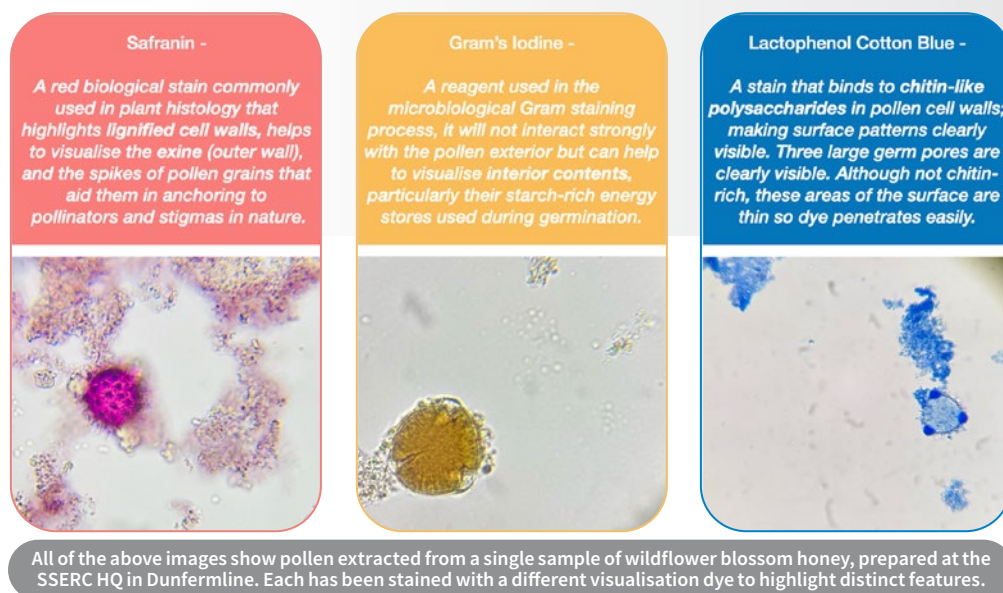 Safranin -
A red biological stain commonly
used in plant histology that
highlights lignified cell walls, helps
to visualise the exine (outer wall),
and the spikes of pollen grains that
aid them in anchoring to
pollinators and stigmas in nature.
Gram's Iodine -
A reagent used in the
microbiological Gram staining
process, it will not interact strongly
with the pollen exterior but can help
to visualise interior contents,
particularly their starch-rich energy
stores used during germination.
Lactophenol Cotton Blue -
A stain that binds to chitin-like
polysaccharides in pollen cell walls;
making surface patterns clearly
visible. Three large germ pores are
clearly visible. Although not chitin-
rich, these areas of the surface are
thin so dye penetrates easily.
All of the above images show pollen extracted from a single sample of wildflower blossom honey, prepared at the
SSERC HQ in Dunfermline. Each has been stained with a different visualisation dye to highlight distinct features.